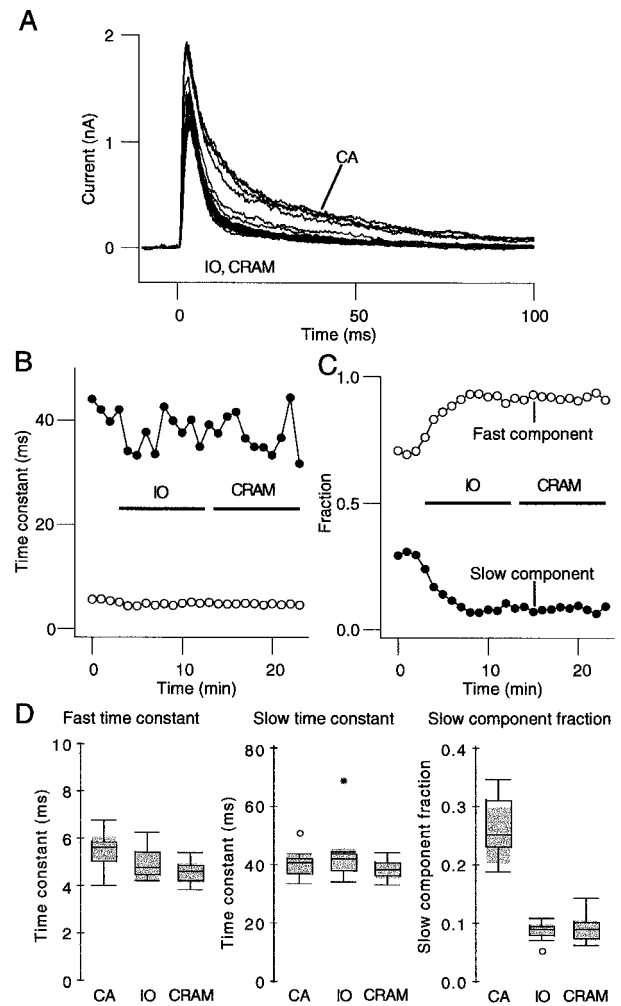 A
2
1
0
Current (nA)
CA
IO, CRAM
0
50
100
Time (ms)
B
40
20
0
Time constant (ms)
IO
CRAM
0
10
20
Time (min)
C
1.0
0.5
0.0
Fraction
Fast component
IO
CRAM
Slow component
0
10
20
Time (min)
D
Fast time constant
10
8
6
4
2
0
Time constant (ms)
CA
IO
CRAM
Slow time constant
80
60
40
20
0
Time constant (ms)
CA
IO
CRAM
Slow component fraction
0.4
0.3
0.2
0.1
0.0
Slow component fraction
CA
IO
CRAM